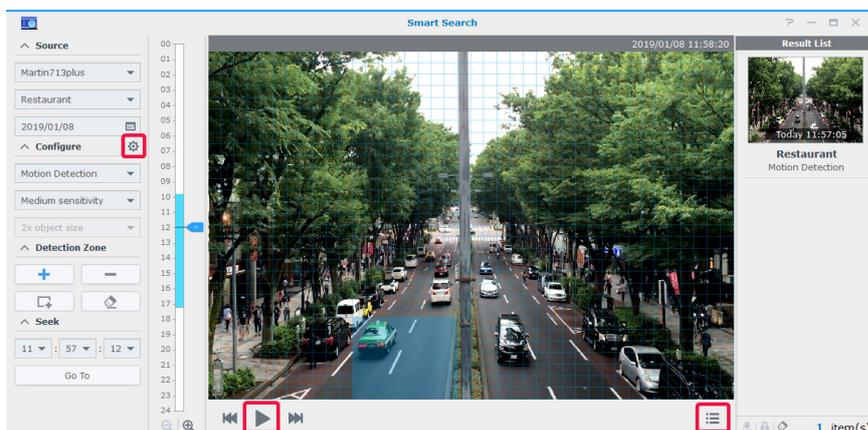 Smart Search
Source
Martin713plus
Restaurant
2019/01/08
Configure
Motion Detection
Medium sensitivity
2x object size
Detection Zone
Seek
11 : 57 : 12
Go To
00
01
02
03
04
05
06
07
08
09
10
11
12
13
14
15
16
17
18
19
20
21
22
23
24
2019/01/08 11:58:20
Result List
Today 11:57:05
Restaurant
Motion Detection
1 item(s